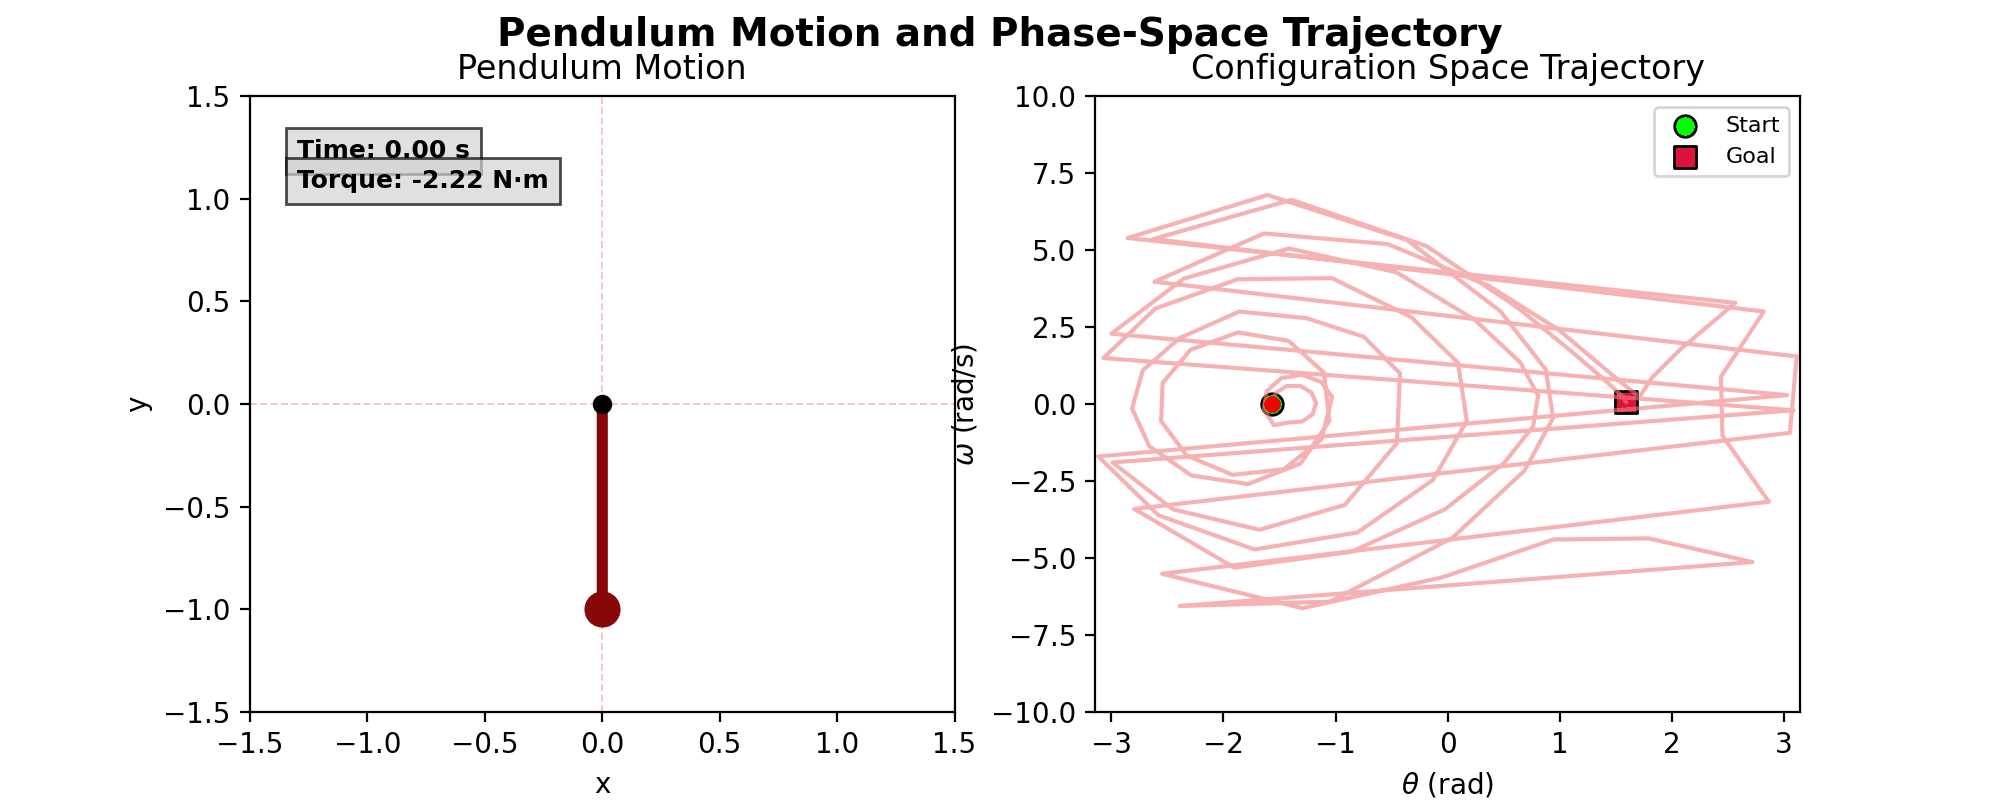 Pendulum Motion and Phase-Space Trajectory
Pendulum Motion
Time: 0.00 s
Torque: -2.22 N·m
1.5
1.0
0.5
0.0
−0.5
−1.0
−1.5
y
−1.5 −1.0 −0.5 0.0 0.5 1.0 1.5
x
Configuration Space Trajectory
Start
Goal
10.0
7.5
5.0
2.5
0.0
−2.5
−5.0
−7.5
−10.0
ω (rad/s)
−3 −2 −1 0 1 2 3
θ (rad)